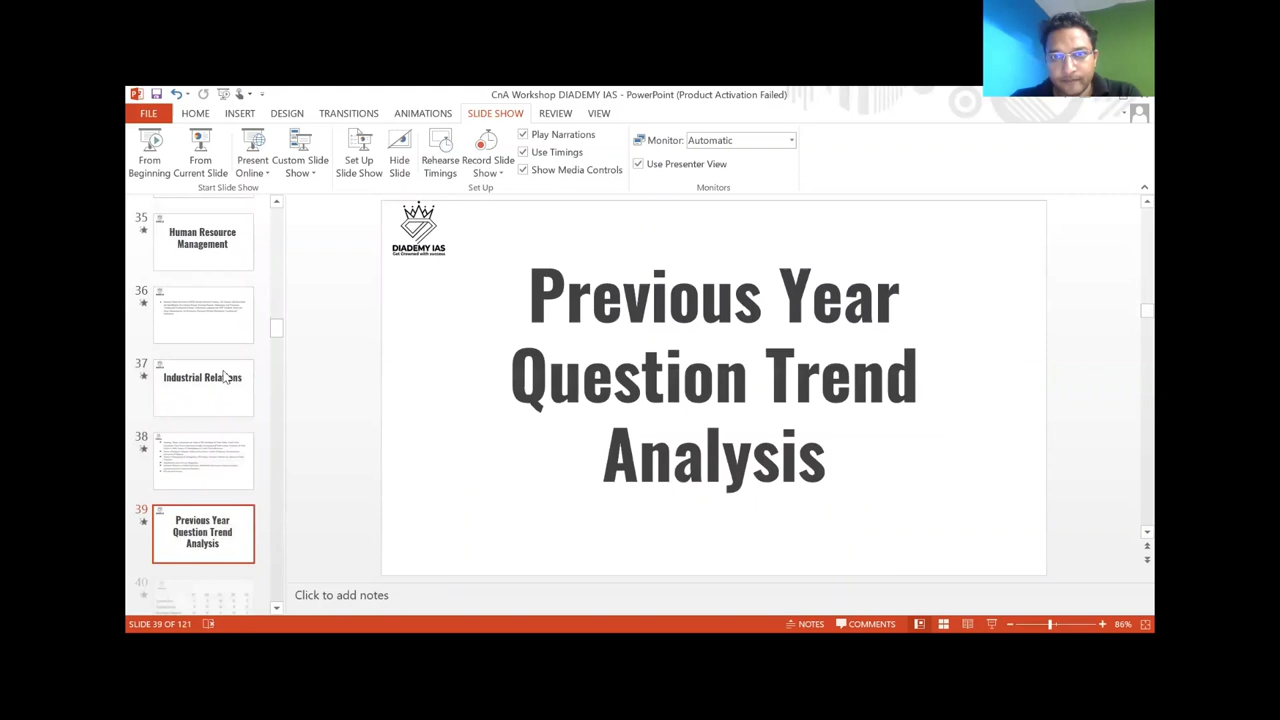 CnA Workshop DIADEMY IAS - PowerPoint (Product Activation Failed)
FILE HOME INSERT DESIGN TRANSITIONS ANIMATIONS SLIDE SHOW REVIEW VIEW
From Beginning
From Current Slide
Present Online
Custom Slide Show
Set Up Slide Show
Hide Slide
Rehearse Timings
Record Slide Show
Play Narrations
Use Timings
Show Media Controls
Monitor: Automatic
Use Presenter View
Start Slide Show
Set Up
Monitors
35
Human Resource
Management
36
37
Industrial Relations
38
39
Previous Year
Question Trend
Analysis
40
DIADEMY IAS
Get Crowned with success
Previous Year
Question Trend
Analysis
Click to add notes
SLIDE 39 OF 121
NOTES COMMENTS 86%